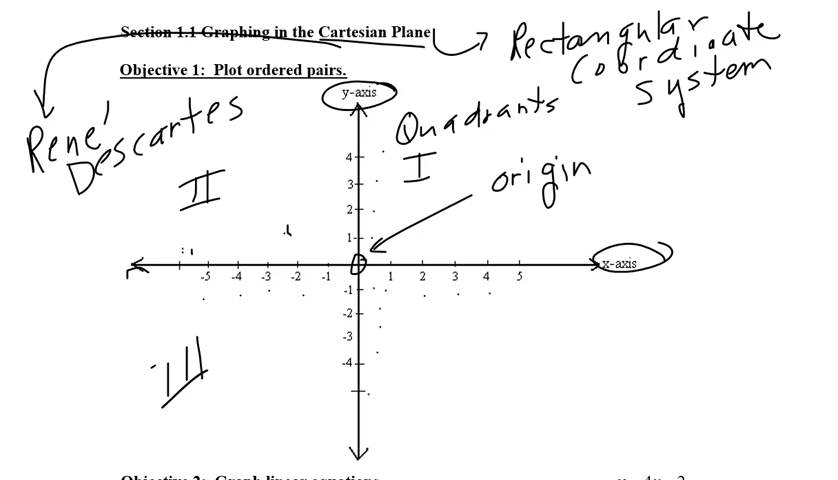 Section 1.1 Graphing in the Cartesian Plane
Rectangular
Coordinate
System
Objective 1: Plot ordered pairs.
y-axis
René
Descartes
Quadrants
I
II
origin
4
3
2
1
-5 -4 -3 -2 -1 1 2 3 4 5
x-axis
-1
-2
-3
-4
III